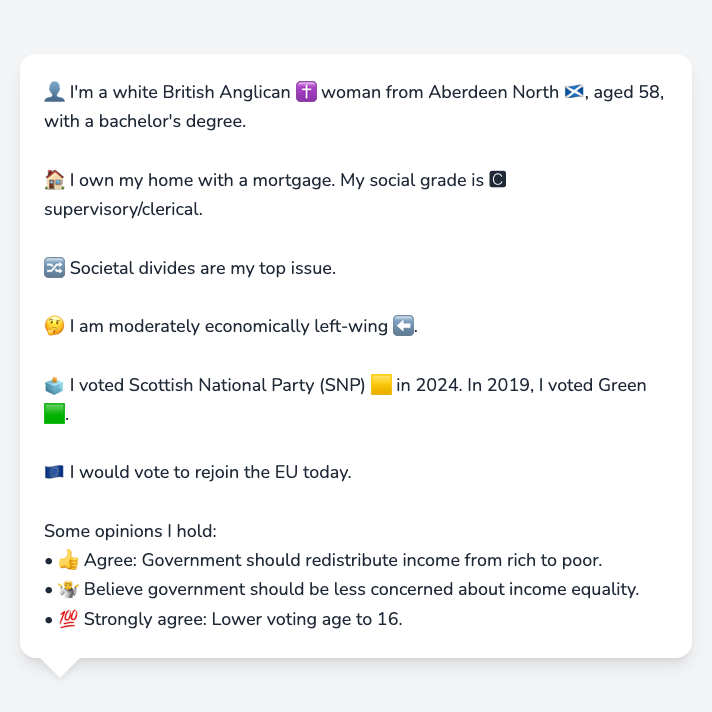 👤 I'm a white British Anglican ✝️ woman from Aberdeen North 🏴󠁧󠁢󠁳󠁣󠁴󠁿, aged 58,
with a bachelor's degree.
🏠 I own my home with a mortgage. My social grade is 🅲
supervisory/clerical.
🔀 Societal divides are my top issue.
🤔 I am moderately economically left-wing ⬅️.
🗳️ I voted Scottish National Party (SNP) 🟨 in 2024. In 2019, I voted Green
🟩.
🇪🇺 I would vote to rejoin the EU today.
Some opinions I hold:
• 👍 Agree: Government should redistribute income from rich to poor.
• 🤷 Believe government should be less concerned about income equality.
• 💯 Strongly agree: Lower voting age to 16.